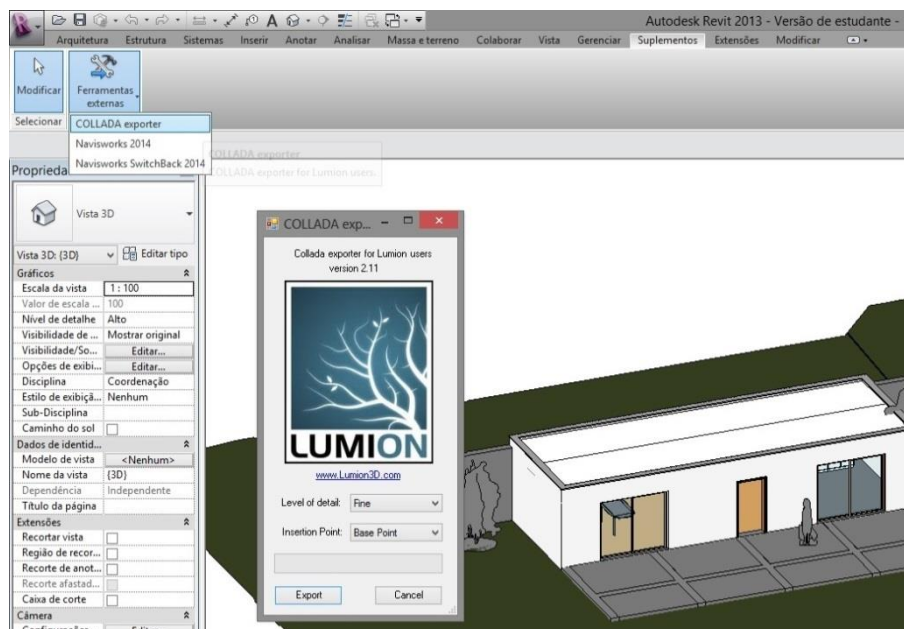 Autodesk Revit 2013 - Versão de estudante -
Arquitetura Estrutura Sistemas Inserir Anotar Analisar Massa e terreno Colaborar Vista Gerenciar Suplementos Extensões Modificar
Modificar
Ferramentas
externas
Selecionar
COLLADA exporter
Navisworks 2014
Navisworks SwitchBack 2014
COLLADA exporter
COLLADA exporter for Lumion users.
Proprieda
Vista 3D
Vista 3D: {3D} Editar tipo
Gráficos
Escala da vista 1 : 100
Valor de escala ... 100
Nível de detalhe Alto
Visibilidade de ... Mostrar original
Visibilidade/So... Editar...
Opções de exibi... Editar...
Disciplina Coordenação
Estilo de exibiçã... Nenhum
Sub-Disciplina
Caminho do sol
Dados de identid...
Modelo de vista <Nenhum>
Nome da vista {3D}
Dependência Independente
Título da página
Extensões
Recortar vista
Região de recor...
Recorte de anot...
Recorte afastad...
Caixa de corte
Câmera
COLLADA exp...
Collada exporter for Lumion users
version 2.11
LUMION
www.Lumion3D.com
Level of detail: Fine
Insertion Point: Base Point
Export Cancel